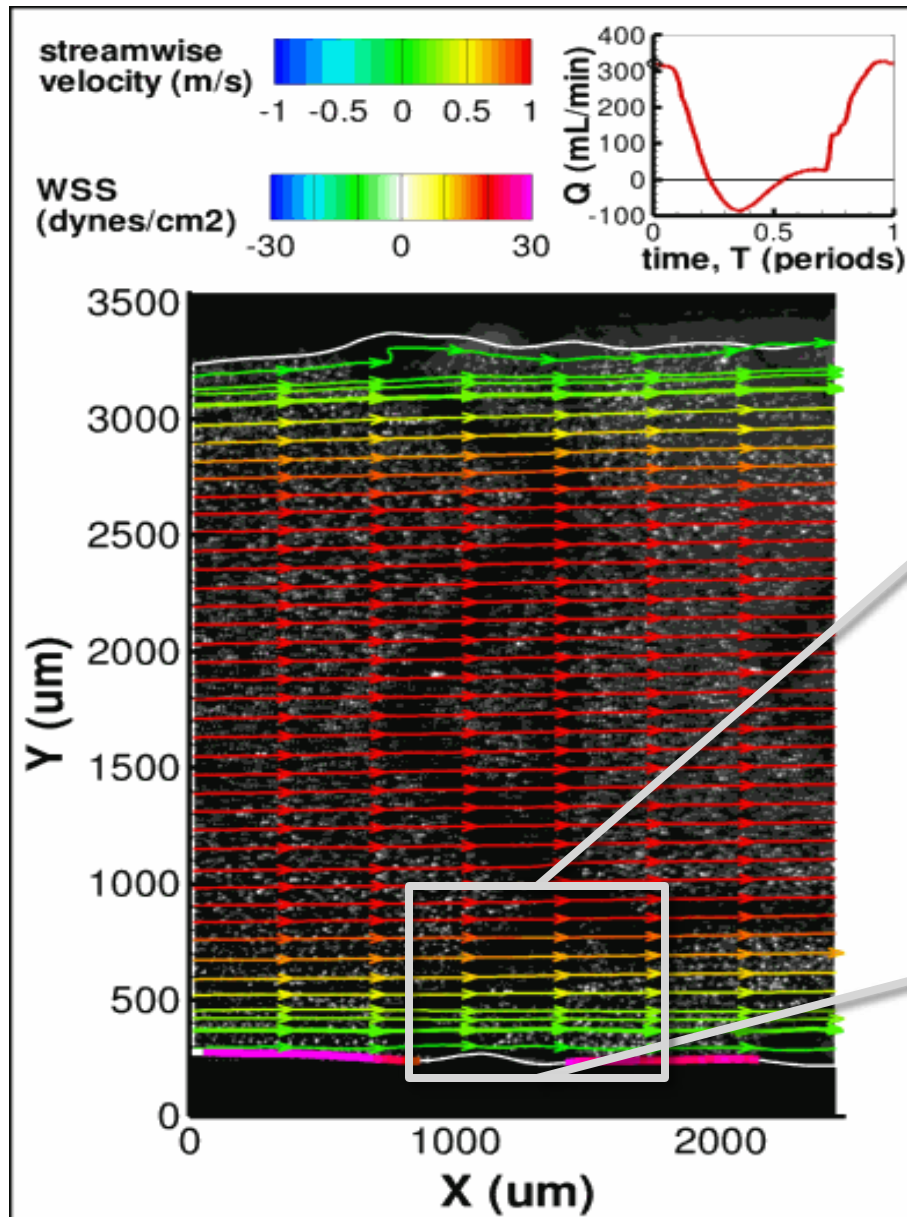 streamwise
velocity (m/s)
-1 -0.5 0 0.5 1
WSS
(dynes/cm2)
-30 0 30
400
300
200
100
0
-100
Q (mL/min)
0 0.5 1
time, T (periods)
3500
3000
2500
2000
1500
1000
500
0
Y (um)
0 1000 2000
X (um)